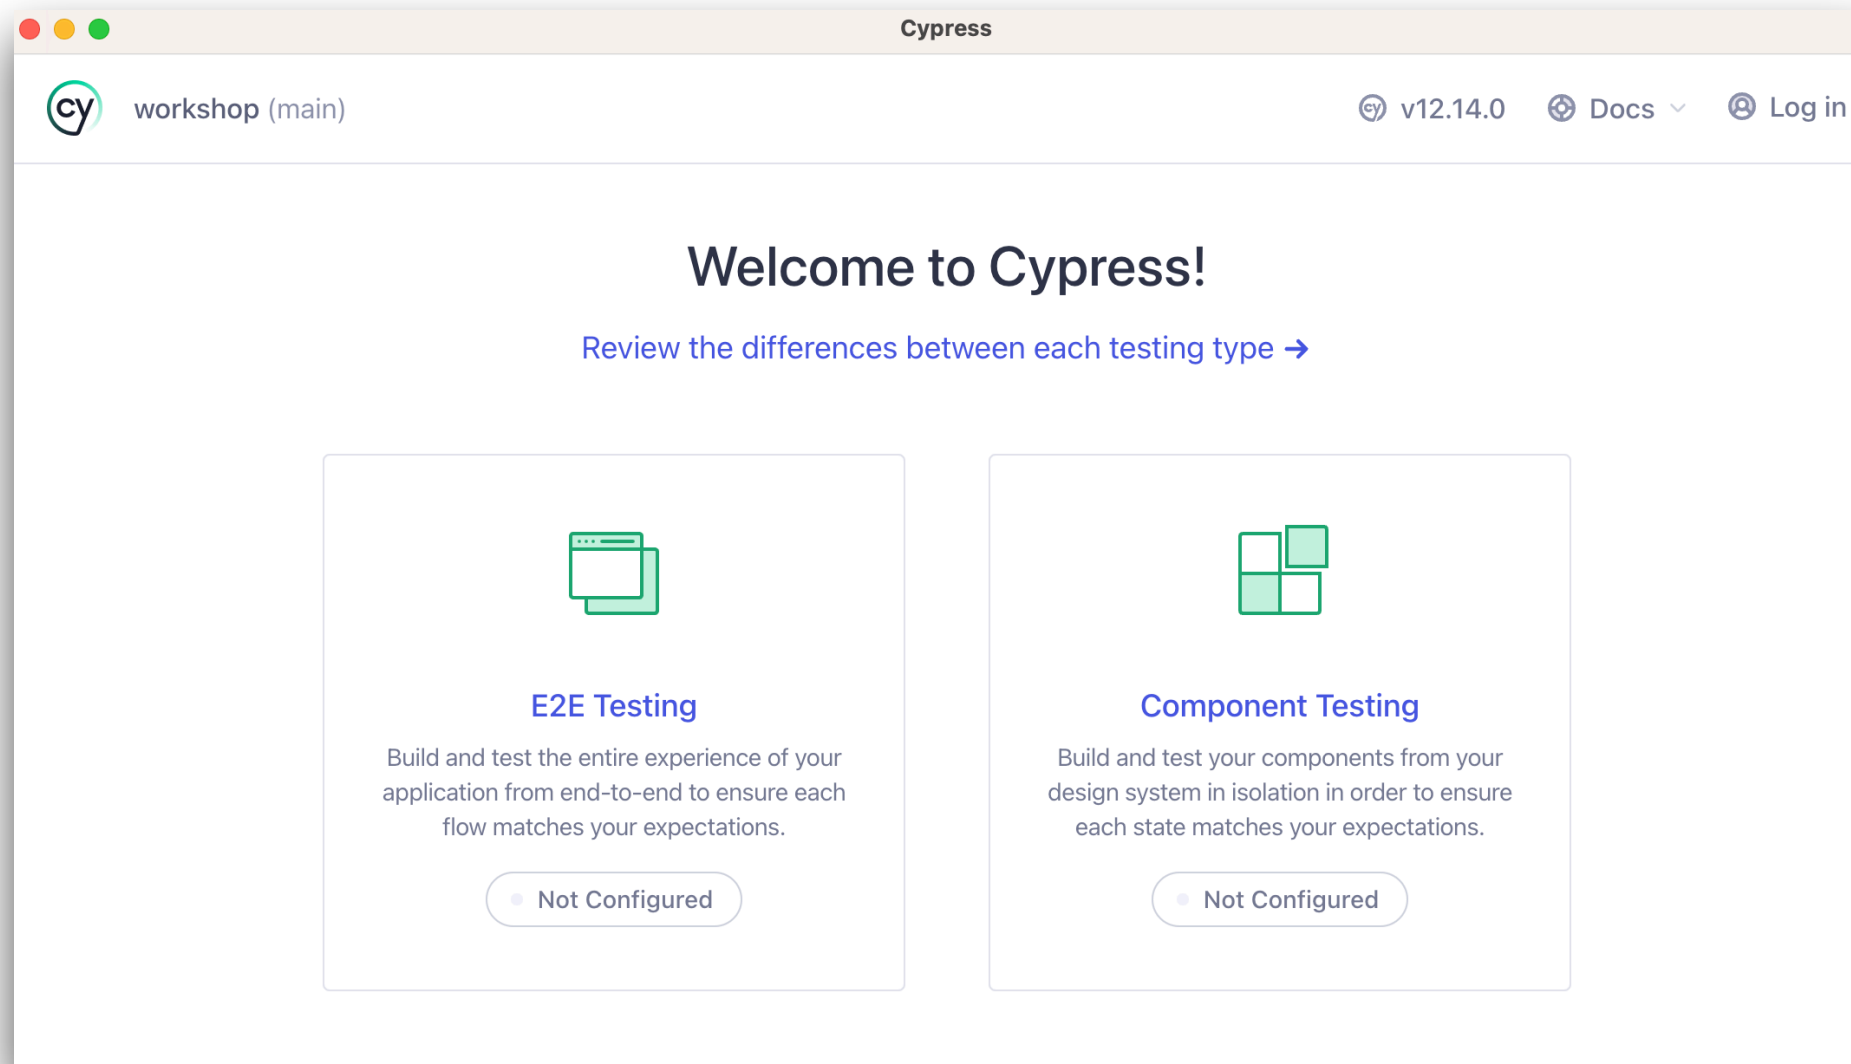 Cypress
cy workshop (main) cy v12.14.0 Docs Log in
Welcome to Cypress!
Review the differences between each testing type →
E2E Testing
Build and test the entire experience of your
application from end-to-end to ensure each
flow matches your expectations.
Not Configured
Component Testing
Build and test your components from your
design system in isolation in order to ensure
each state matches your expectations.
Not Configured